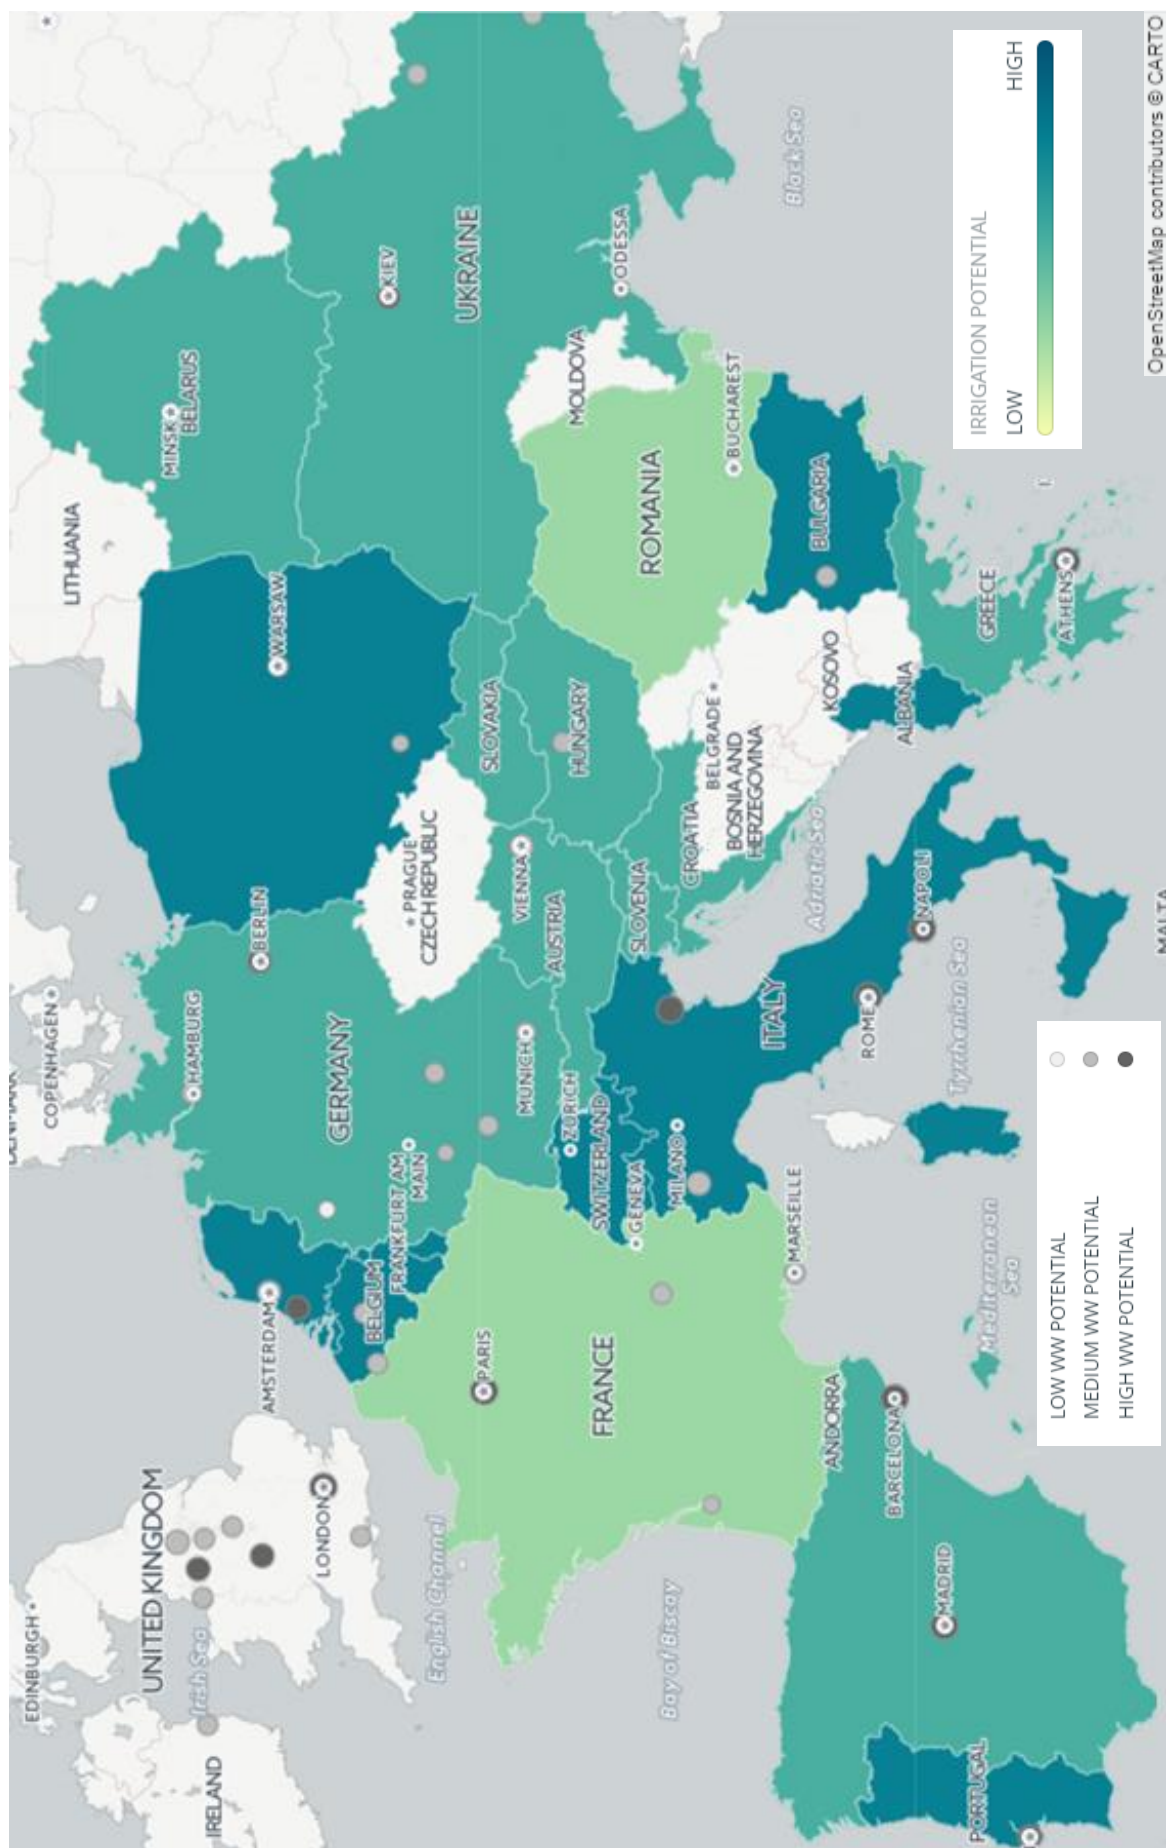 EDINBURGH
UNITED KINGDOM
Irish Sea
IRELAND
LONDON
English Channel
COPENHAGEN
HAMBURG
BERLIN
AMSTERDAM
GERMANY
BELGIUM
FRANKFURT AM
MAIN
PRAGUE
CZECH REPUBLIC
WARSAW
LITHUANIA
MINSK
BELARUS
KIEV
UKRAINE
PARIS
FRANCE
MUNICH
ZURICH
SWITZERLAND
GENEVA
MILANO
VIENNA
AUSTRIA
SLOVAKIA
HUNGARY
SLOVENIA
CROATIA
BELGRADE
BOSNIA AND
HERZEGOVNA
MOLDOVA
ODESSA
ROMANIA
BUCHAREST
BULGARIA
KOSOVO
ALBANIA
GREECE
ATHENS
Black Sea
Bay of Biscay
ANDORRA
MARSEILLE
BARCELONA
MADRID
PORTUGAL
ITALY
ROME
NAPOLI
Adriatic Sea
Tyrrhenian Sea
Mediterranean
Sea
MALTA
LOW WW POTENTIAL
MEDIUM WW POTENTIAL
HIGH WW POTENTIAL
IRRIGATION POTENTIAL
LOW HIGH
OpenStreetMap contributors © CARTO